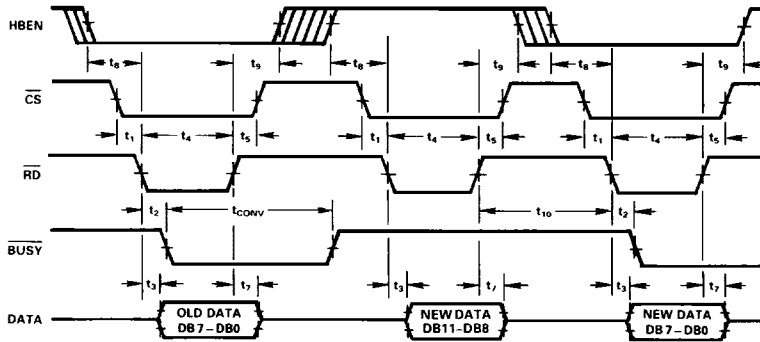 HBEN
t8 t9 t8 t9 t8 t9
CS
t1 t4 t5 t1 t4 t5 t1 t4 t5
RD
t2 tCONV t10 t2
BUSY
t3 t7 t3 t7 t3 t7
DATA
OLD DATA
DB7–DB0
NEW DATA
DB11–DB8
NEW DATA
DB7–DB0